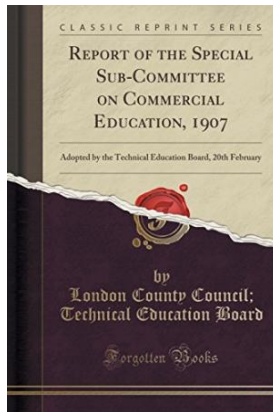 CLASSIC REPRINT SERIES
REPORT OF THE SPECIAL
SUB-COMMITTEE
ON COMMERCIAL
EDUCATION, 1907
Adopted by the Technical Education Board, 20th February
by
London County Council;
Technical Education Board
Forgotten Books